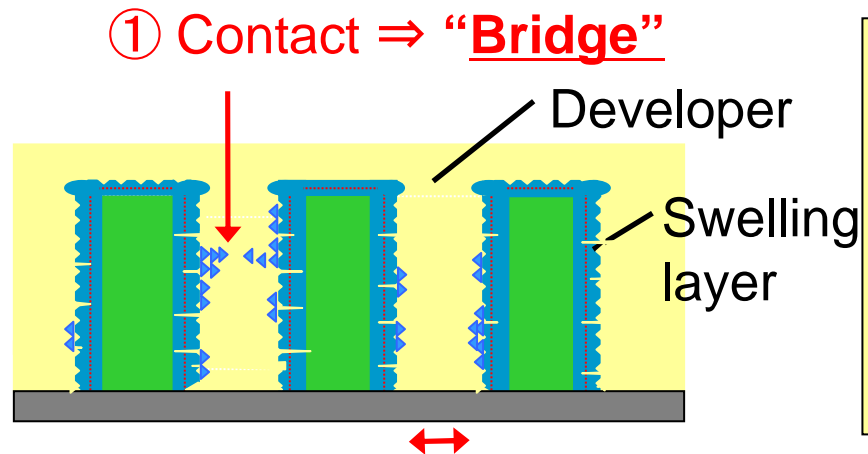 ① Contact ⇒ “Bridge”
Developer
Swelling
layer